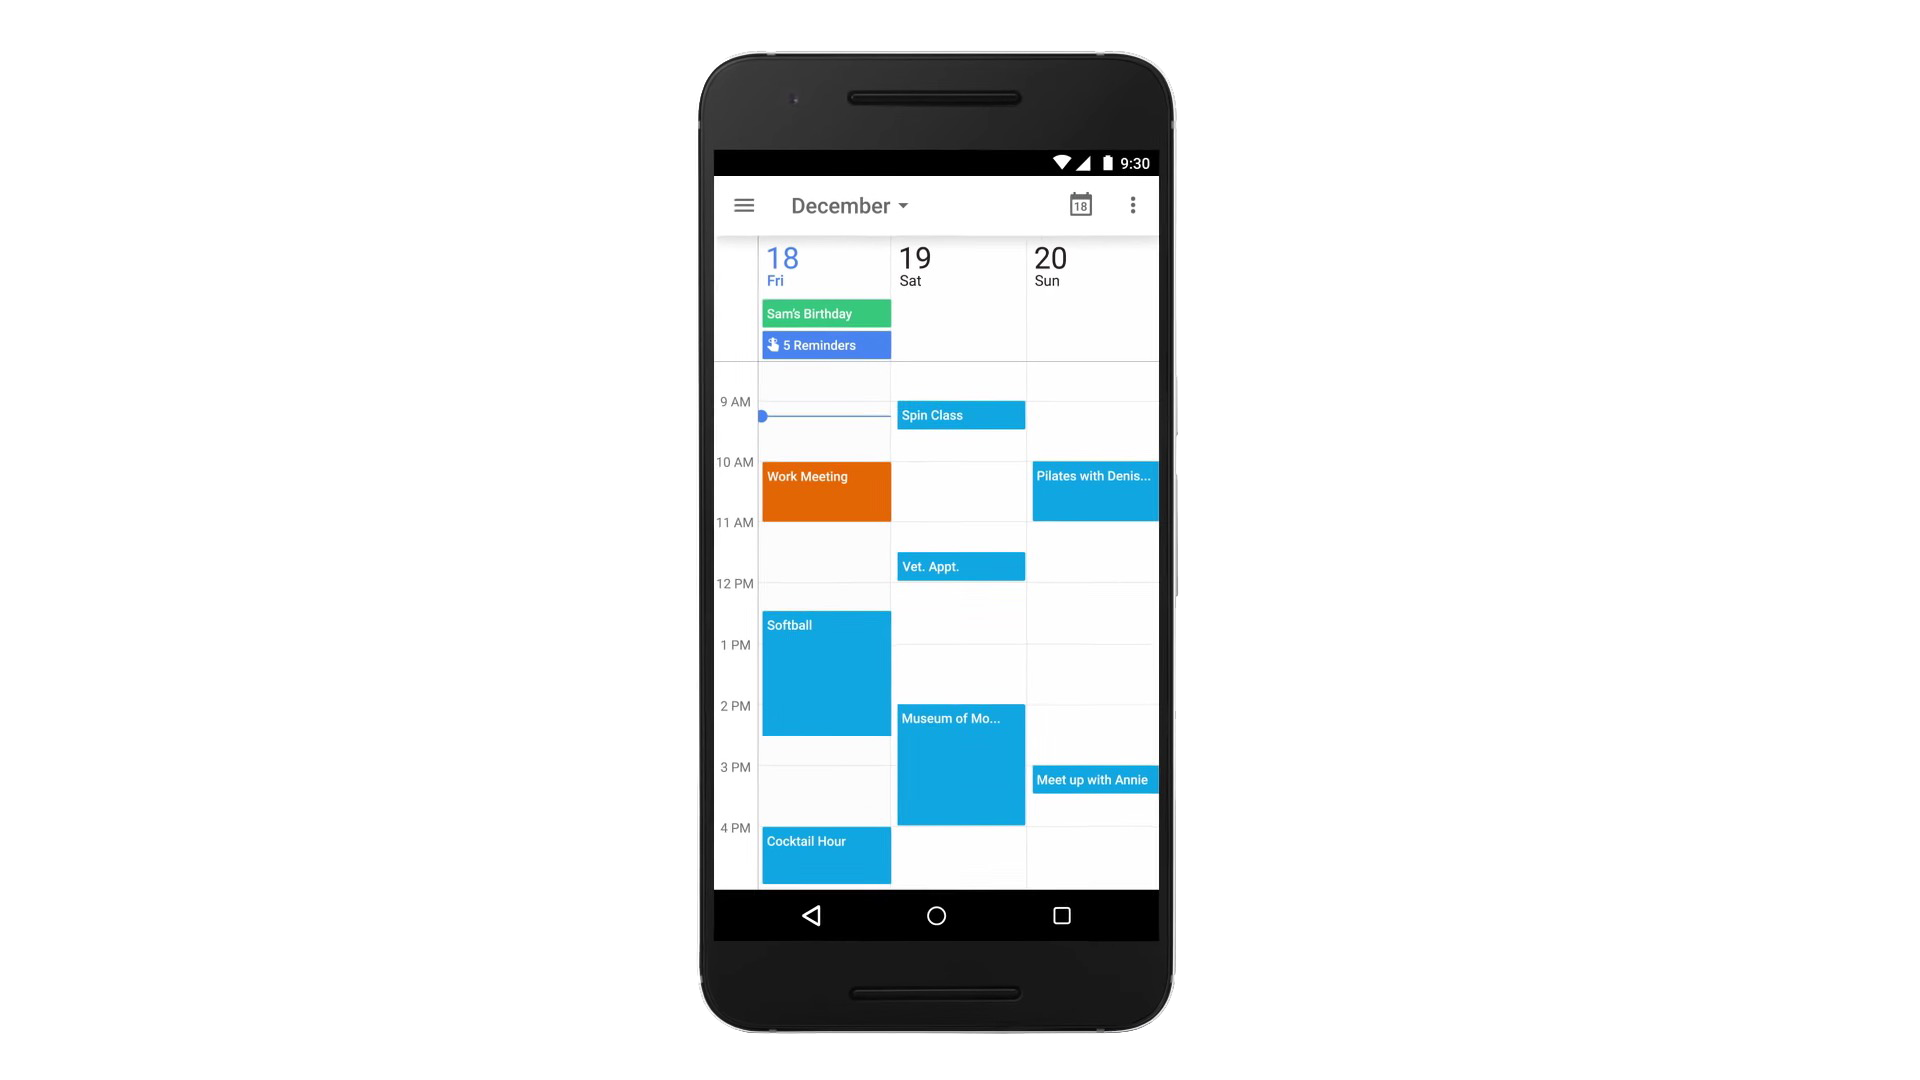 9:30
December
18
18
Fri
19
Sat
20
Sun
Sam's Birthday
5 Reminders
9 AM
Spin Class
10 AM
Work Meeting
Pilates with Denis...
11 AM
Vet. Appt.
12 PM
Softball
1 PM
2 PM
Museum of Mo...
3 PM
Meet up with Annie
4 PM
Cocktail Hour